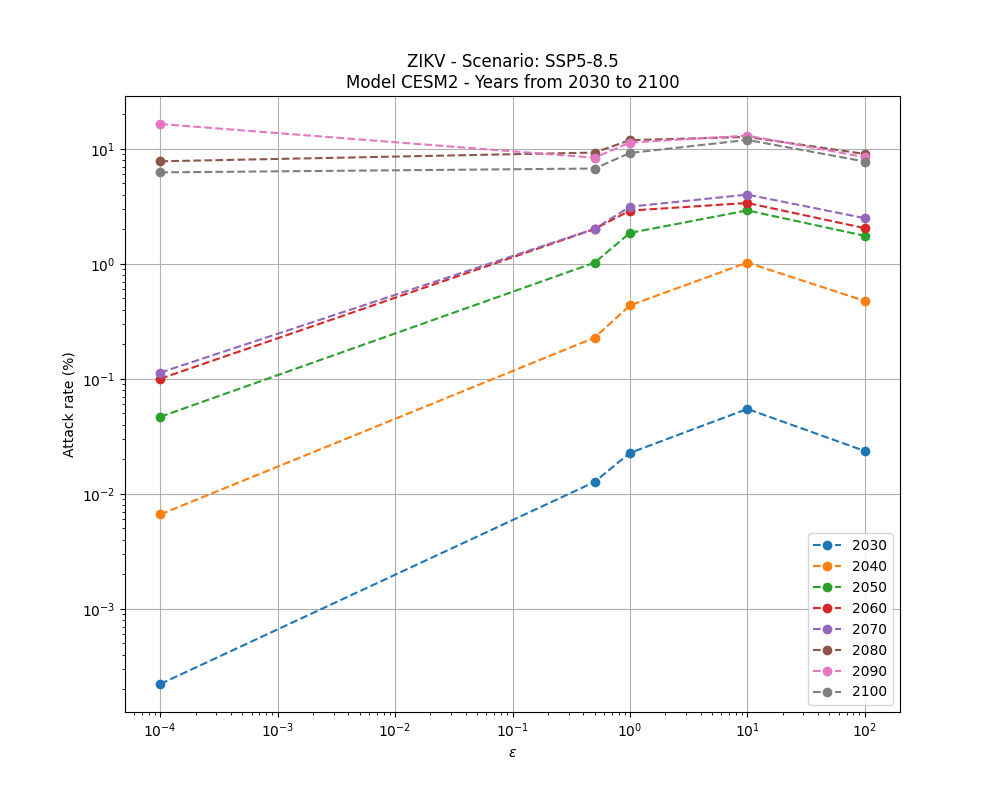 ZIKV - Scenario: SSP5-8.5
Model CESM2 - Years from 2030 to 2100
Attack rate (%)
10¹
10⁰
10⁻¹
10⁻²
10⁻³
10⁻⁴ 10⁻³ 10⁻² 10⁻¹ 10⁰ 10¹ 10²
ε
2030
2040
2050
2060
2070
2080
2090
2100